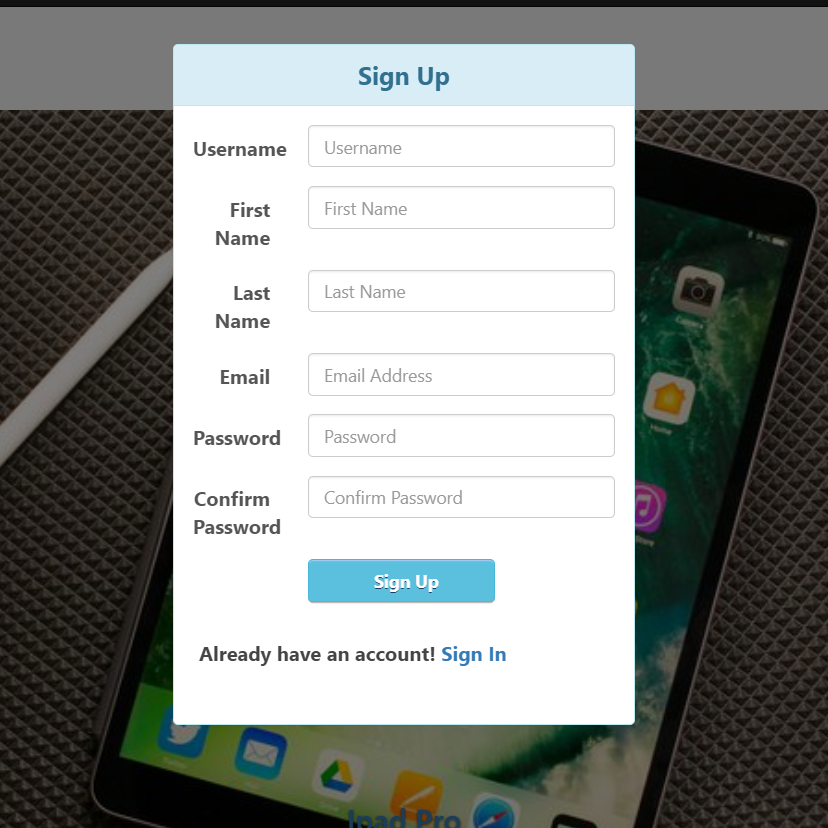 Sign Up
Username Username
First Name First Name
Last Name Last Name
Email Email Address
Password Password
Confirm Password Confirm Password
Sign Up
Already have an account! Sign In
Home
Ipad Pro